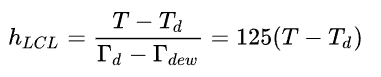 h_{LCL} = \frac{T - T_d}{\Gamma_d - \Gamma_{dew}} = 125(T - T_d)